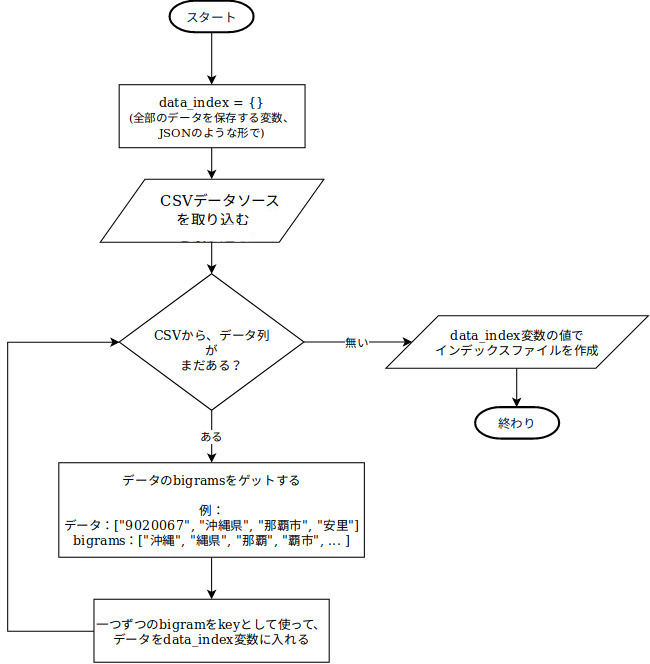 スタート
data_index = {}
(全部のデータを保存する変数、
JSONのような形で)
CSVデータソース
を取り込む
CSVから、データ列
が
まだある？
無い
data_index変数の値で
インデックスファイルを作成
終わり
ある
データのbigramsをゲットする
例：
データ：["9020067", "沖縄県", "那覇市", "安里"]
bigrams：["沖縄", "縄県", "那覇", "覇市", ... ]
一つずつのbigramをkeyとして使って、
データをdata_index変数に入れる